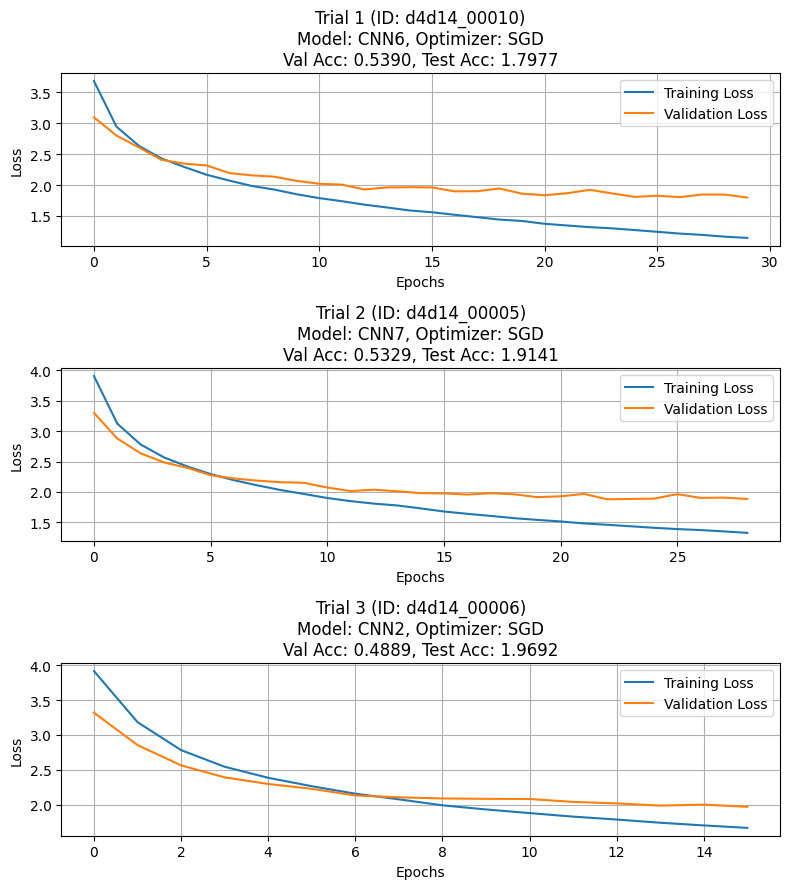 Trial 1 (ID: d4d14_00010)
Model: CNN6, Optimizer: SGD
Val Acc: 0.5390, Test Acc: 1.7977
Loss
3.5
3.0
2.5
2.0
1.5
Training Loss
Validation Loss
0 5 10 15 20 25 30
Epochs
Trial 2 (ID: d4d14_00005)
Model: CNN7, Optimizer: SGD
Val Acc: 0.5329, Test Acc: 1.9141
Loss
4.0
3.5
3.0
2.5
2.0
1.5
Training Loss
Validation Loss
0 5 10 15 20 25
Epochs
Trial 3 (ID: d4d14_00006)
Model: CNN2, Optimizer: SGD
Val Acc: 0.4889, Test Acc: 1.9692
Loss
4.0
3.5
3.0
2.5
2.0
Training Loss
Validation Loss
0 2 4 6 8 10 12 14
Epochs